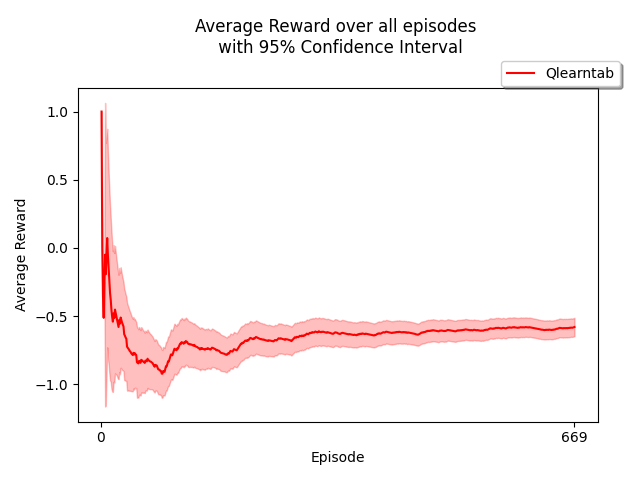 Average Reward over all episodes
with 95% Confidence Interval
Qlearntab
1.0
0.5
0.0
−0.5
−1.0
Average Reward
0
669
Episode